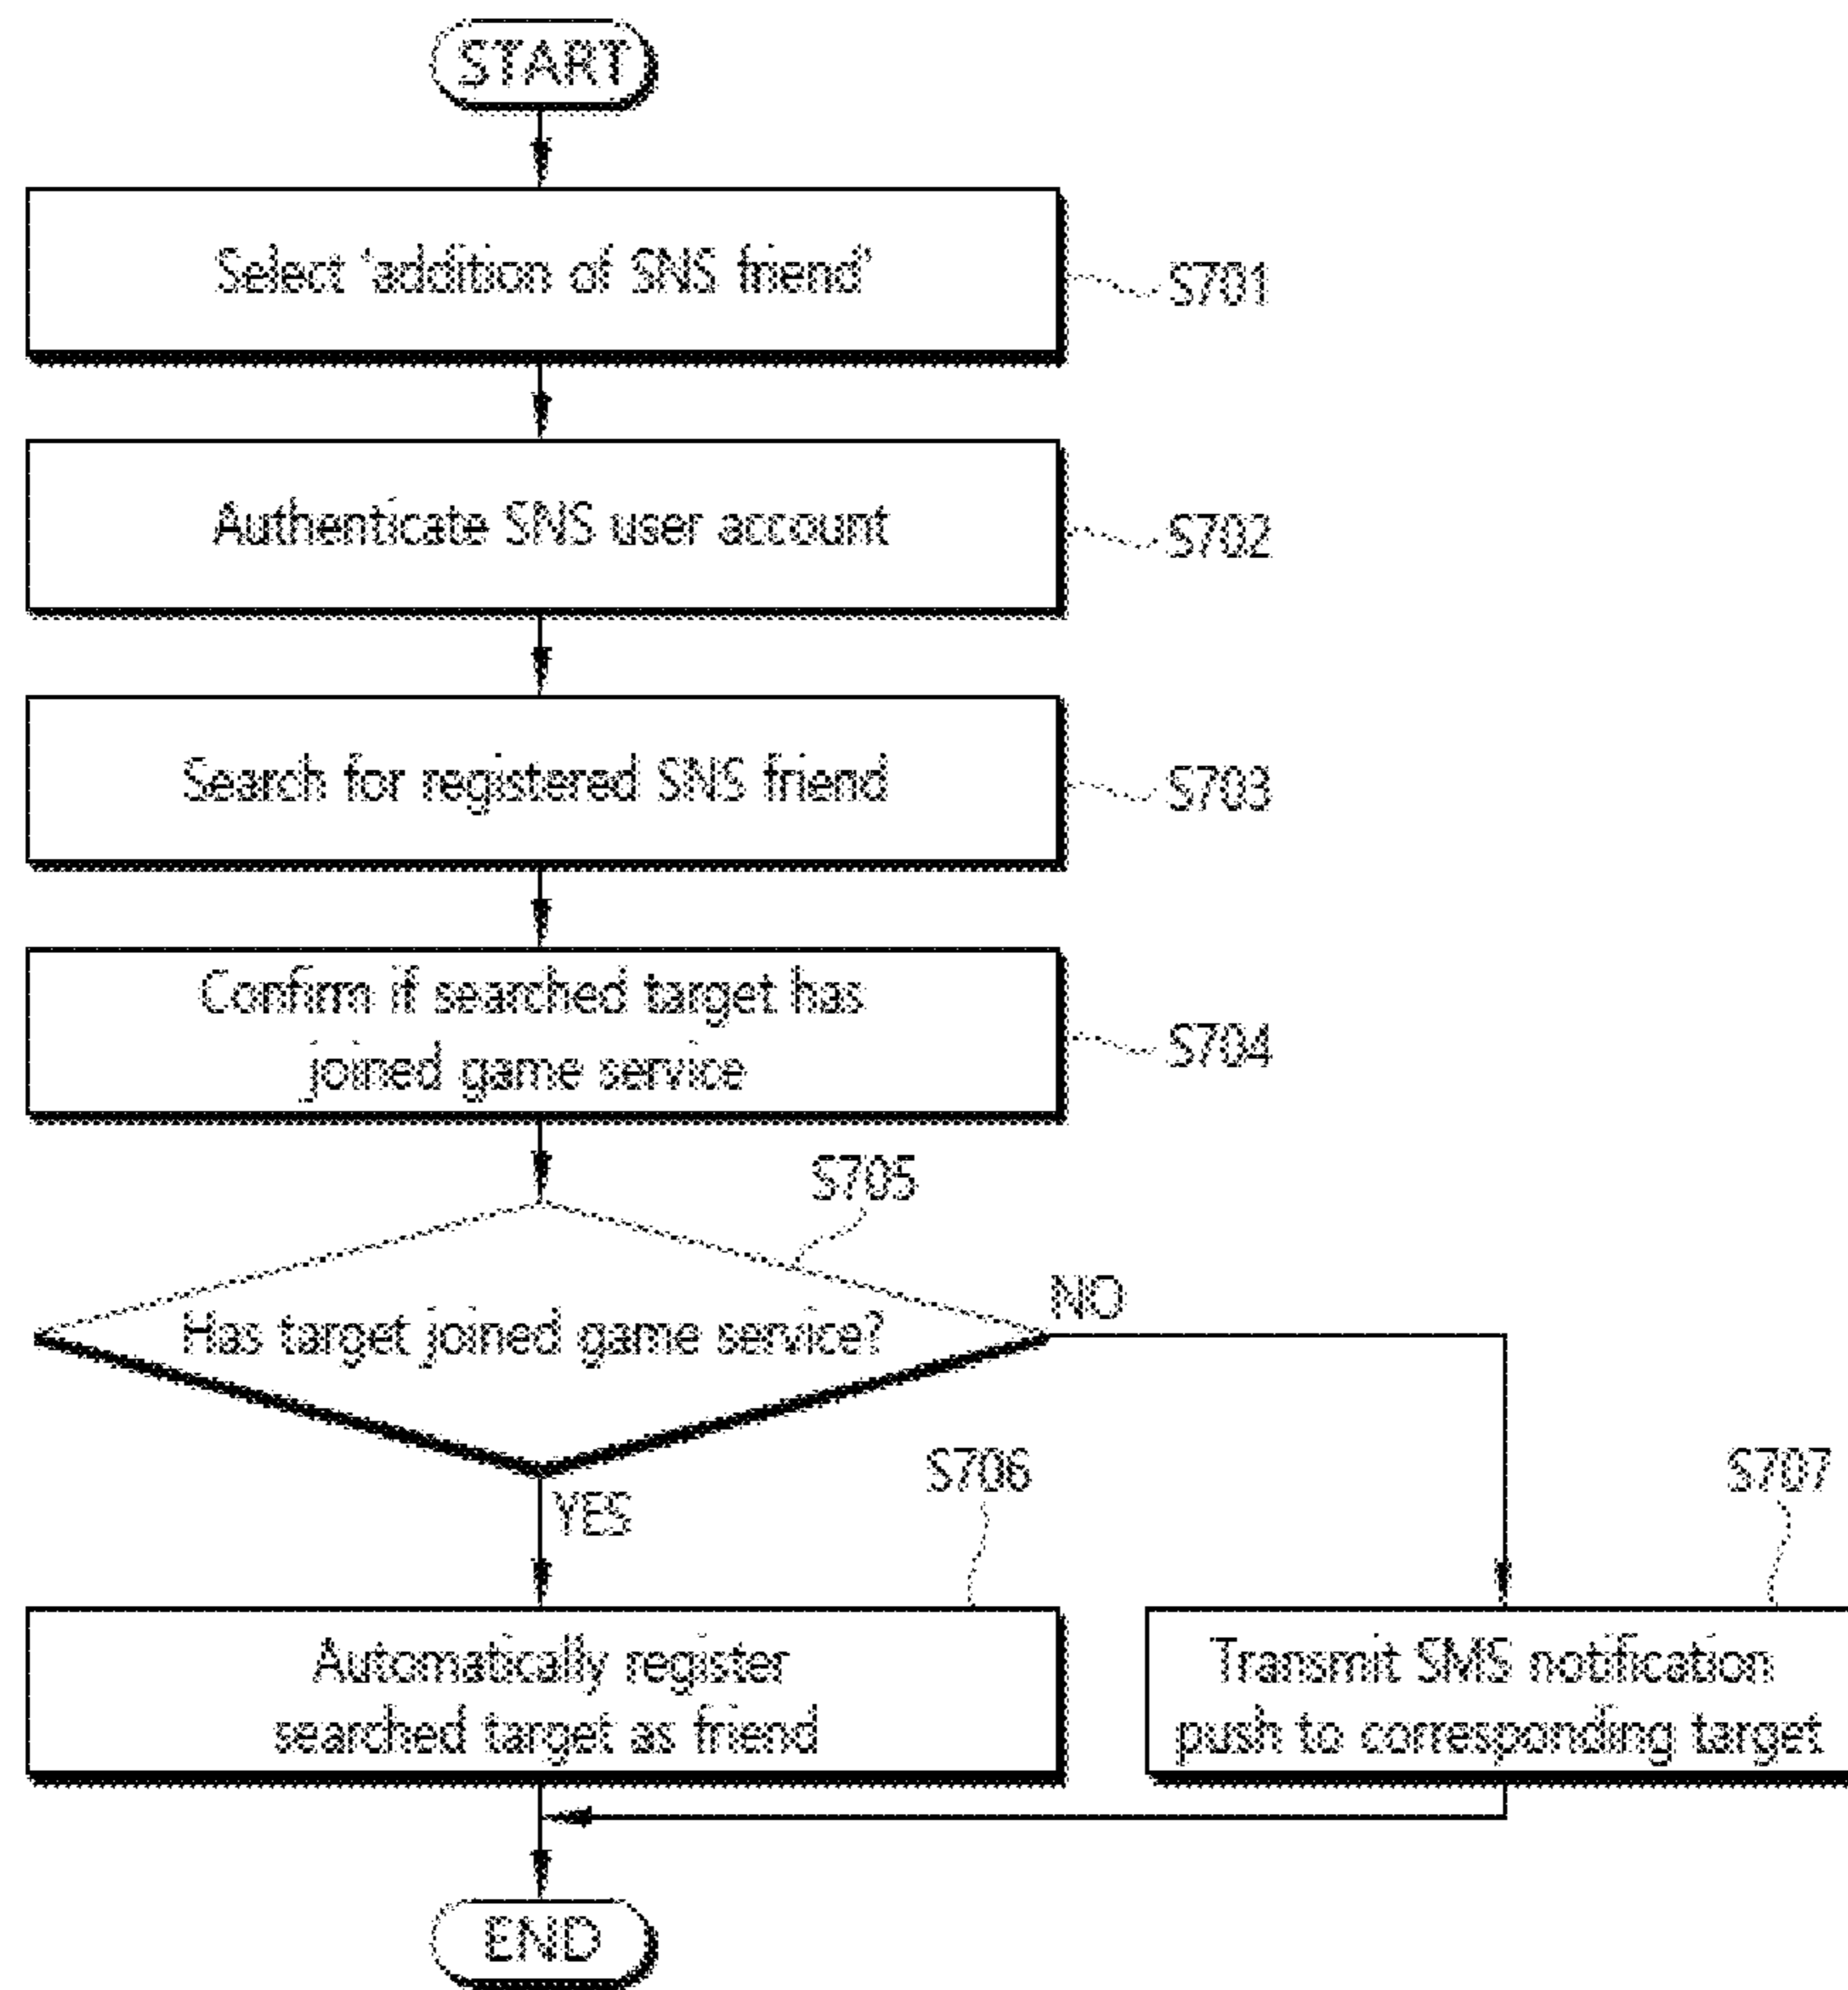 START
Select 'addition of SNS friend'
S701
Authenticate SNS user account
S702
Search for registered SNS friend
S703
Confirm if searched target has
joined game service
S704
S705
Has target joined game service?
NO
YES
S706
S707
Automatically register
searched target as friend
Transmit SMS notification
push to corresponding target
END